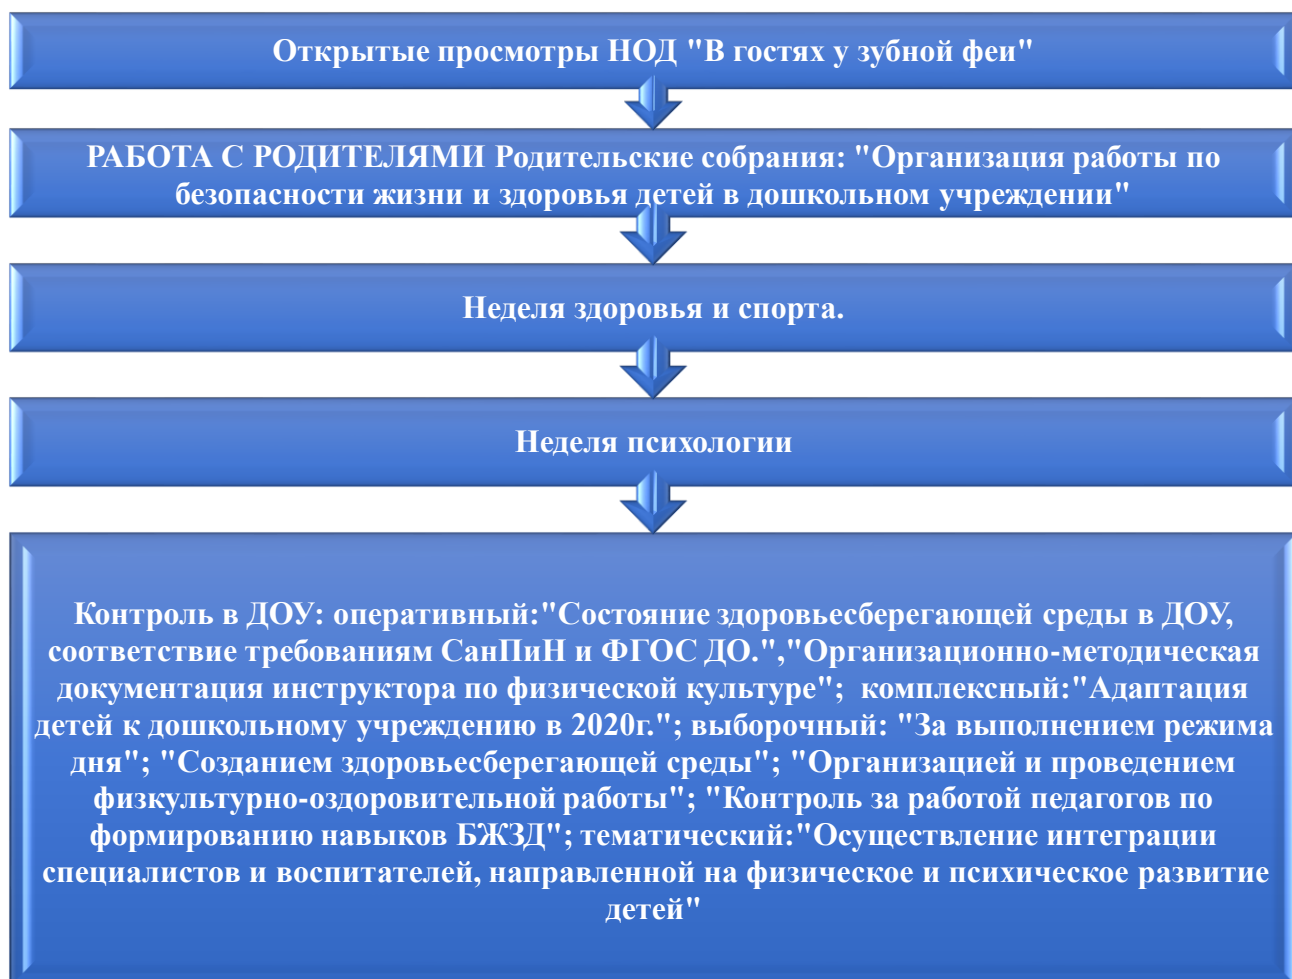 Открытые просмотры НОД "В гостях у зубной феи"
РАБОТА С РОДИТЕЛЯМИ Родительские собрания: "Организация работы по
безопасности жизни и здоровья детей в дошкольном учреждении"
Неделя здоровья и спорта.
Неделя психологии
Контроль в ДОУ: оперативный:"Состояние здоровьесберегающей среды в ДОУ,
соответствие требованиям СанПиН и ФГОС ДО.","Организационно-методическая
документация инструктора по физической культуре";  комплексный:"Адаптация
детей к дошкольному учреждению в 2020г."; выборочный: "За выполнением режима
дня"; "Созданием здоровьесберегающей среды"; "Организацией и проведением
физкультурно-оздоровительной работы"; "Контроль за работой педагогов по
формированию навыков БЖЗД"; тематический:"Осуществление интеграции
специалистов и воспитателей, направленной на физическое и психическое развитие
детей"